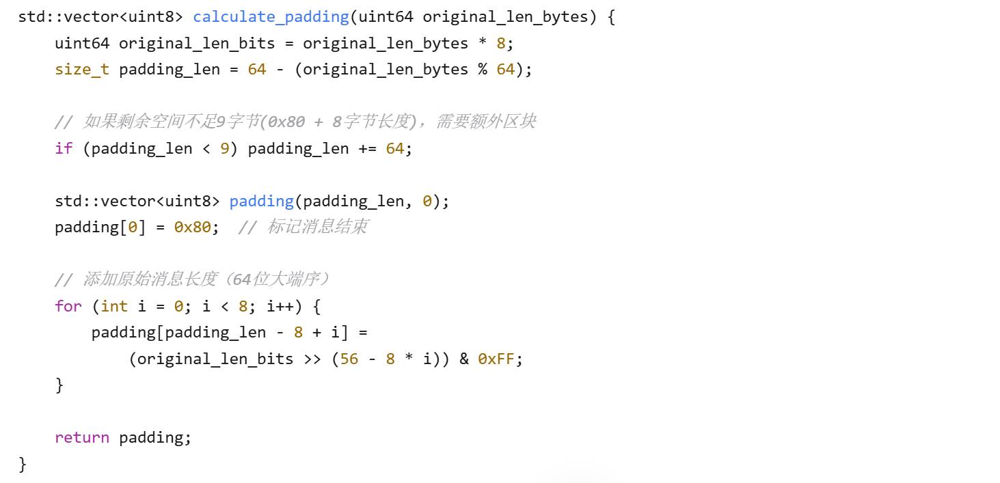 std::vector<uint8> calculate_padding(uint64 original_len_bytes) {
    uint64 original_len_bits = original_len_bytes * 8;
    size_t padding_len = 64 - (original_len_bytes % 64);

    // 如果剩余空间不足9字节(0x80 + 8字节长度)，需要额外区块
    if (padding_len < 9) padding_len += 64;

    std::vector<uint8> padding(padding_len, 0);
    padding[0] = 0x80;  // 标记消息结束

    // 添加原始消息长度（64位大端序）
    for (int i = 0; i < 8; i++) {
        padding[padding_len - 8 + i] =
            (original_len_bits >> (56 - 8 * i)) & 0xFF;
    }

    return padding;
}